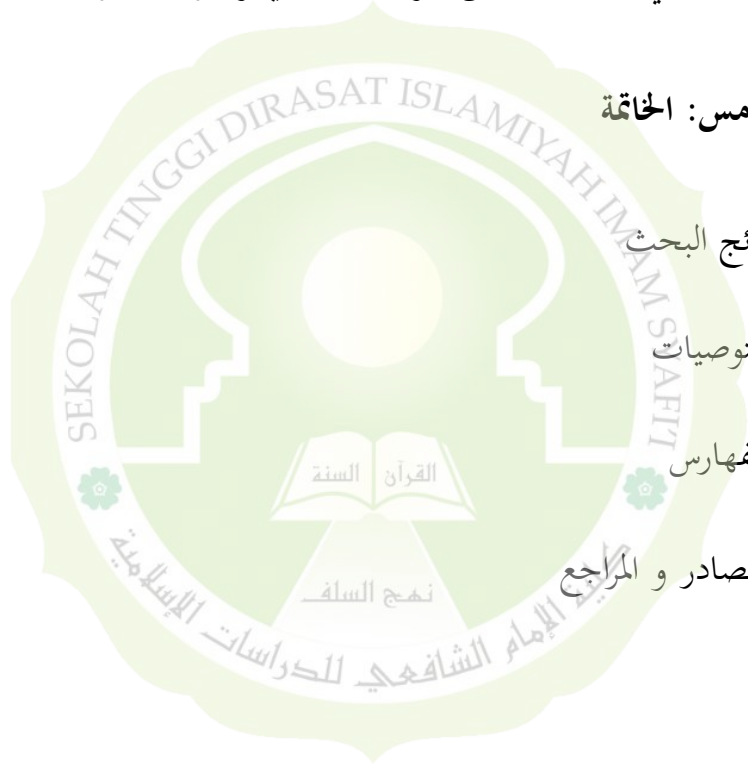 مس: الخاتمة
ئج البحث
توصيات
فهارس
صادر و المراجع
SEKOLAH TINGGI DIRASAT ISLAMIYAH IMAM SYAFI'I
القرآن السنة
نهج السلف
كلية الإمام الشافعي للدراسات الإسلامية